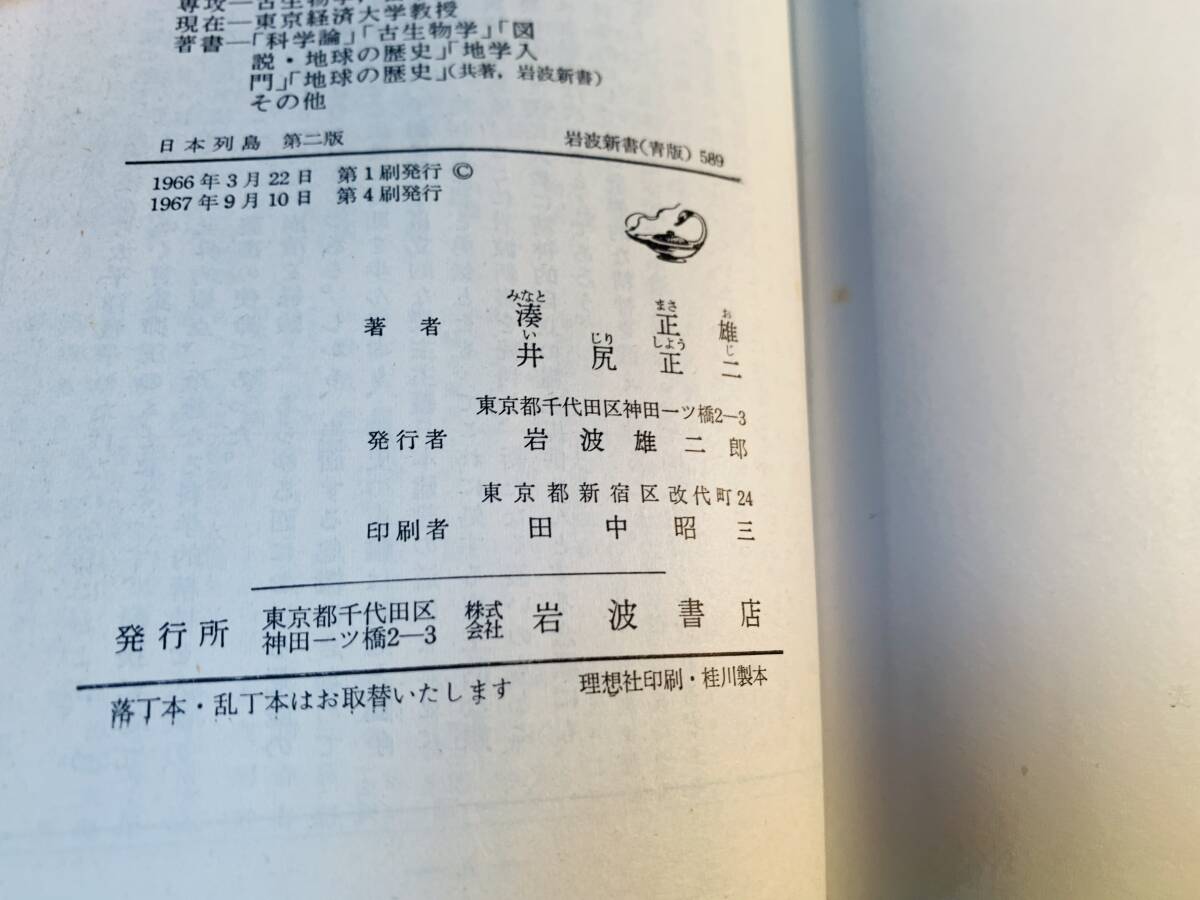 専攻―古生物学,
現在―東京経済大学教授
著書―「科学論」「古生物学」「図
説・地球の歴史」「地学入
門」「地球の歴史」(共著, 岩波新書)
その他
日本列島 第二版 岩波新書(青版) 589
1966年3月22日 第1刷発行 ©
1967年9月10日 第4刷発行
みなと まさ お
著者 湊 正雄
い じり しよう じ
井尻正二
東京都千代田区神田一ツ橋2―3
発行者 岩波雄二郎
東京都新宿区改代町24
印刷者 田中昭三
発行所 東京都千代田区神田一ツ橋2―3 株式会社 岩波書店
落丁本・乱丁本はお取替いたします 理想社印刷・桂川製本